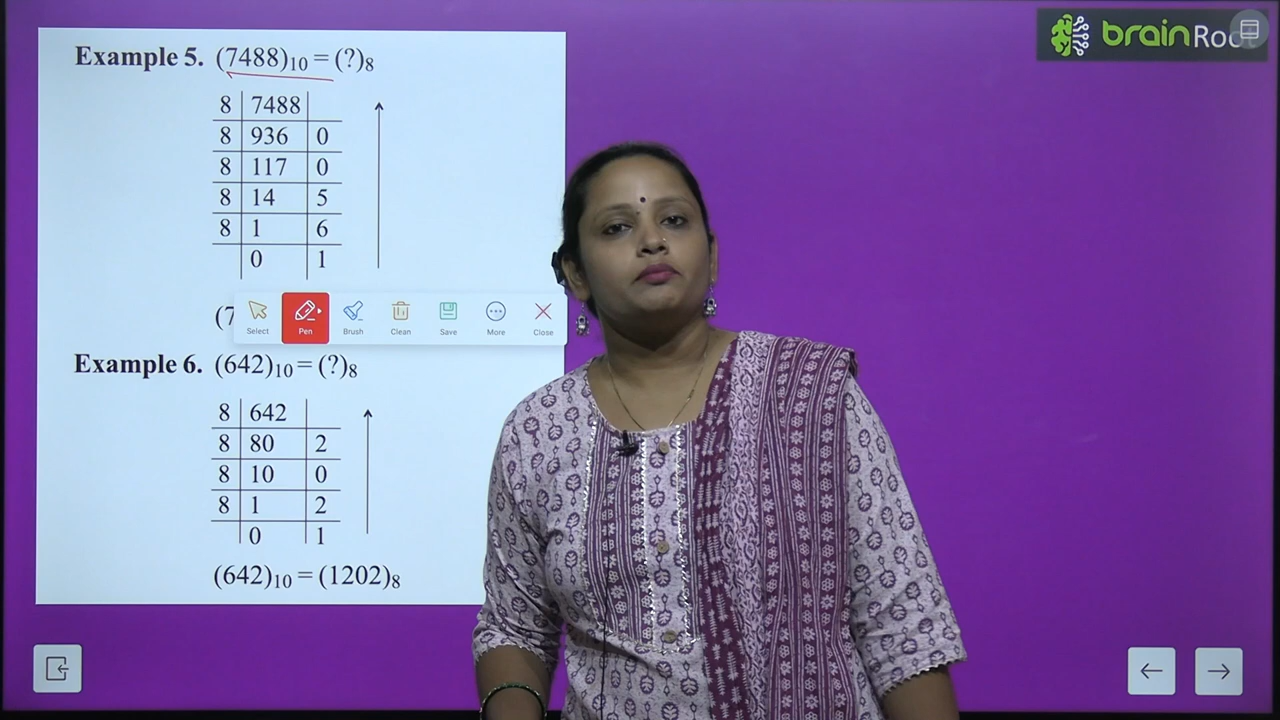 Example 5. (7488)10 = (?)8
8 7488
8 936 0
8 117 0
8 14 5
8 1 6
0 1
(7
Select Pen Brush Clean Save More Close
Example 6. (642)10 = (?)8
8 642
8 80 2
8 10 0
8 1 2
0 1
(642)10 = (1202)8
brainRoot